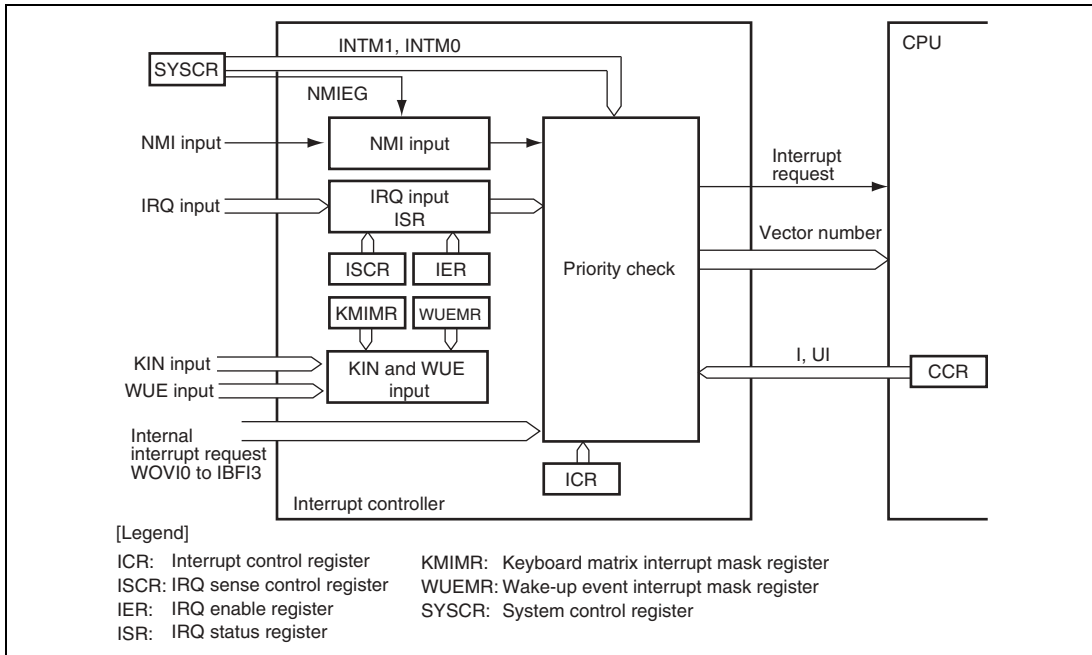 INTM1, INTM0
CPU
SYSCR
NMIEG
NMI input
NMI input
Interrupt
request
IRQ input
IRQ input
ISR
Vector number
ISCR
IER
Priority check
KMIMR
WUEMR
KIN input
WUE input
KIN and WUE
input
I, UI
CCR
Internal
interrupt request
WOVI0 to IBFI3
ICR
Interrupt controller
[Legend]
ICR: Interrupt control register
ISCR: IRQ sense control register
IER: IRQ enable register
ISR: IRQ status register
KMIMR: Keyboard matrix interrupt mask register
WUEMR: Wake-up event interrupt mask register
SYSCR: System control register